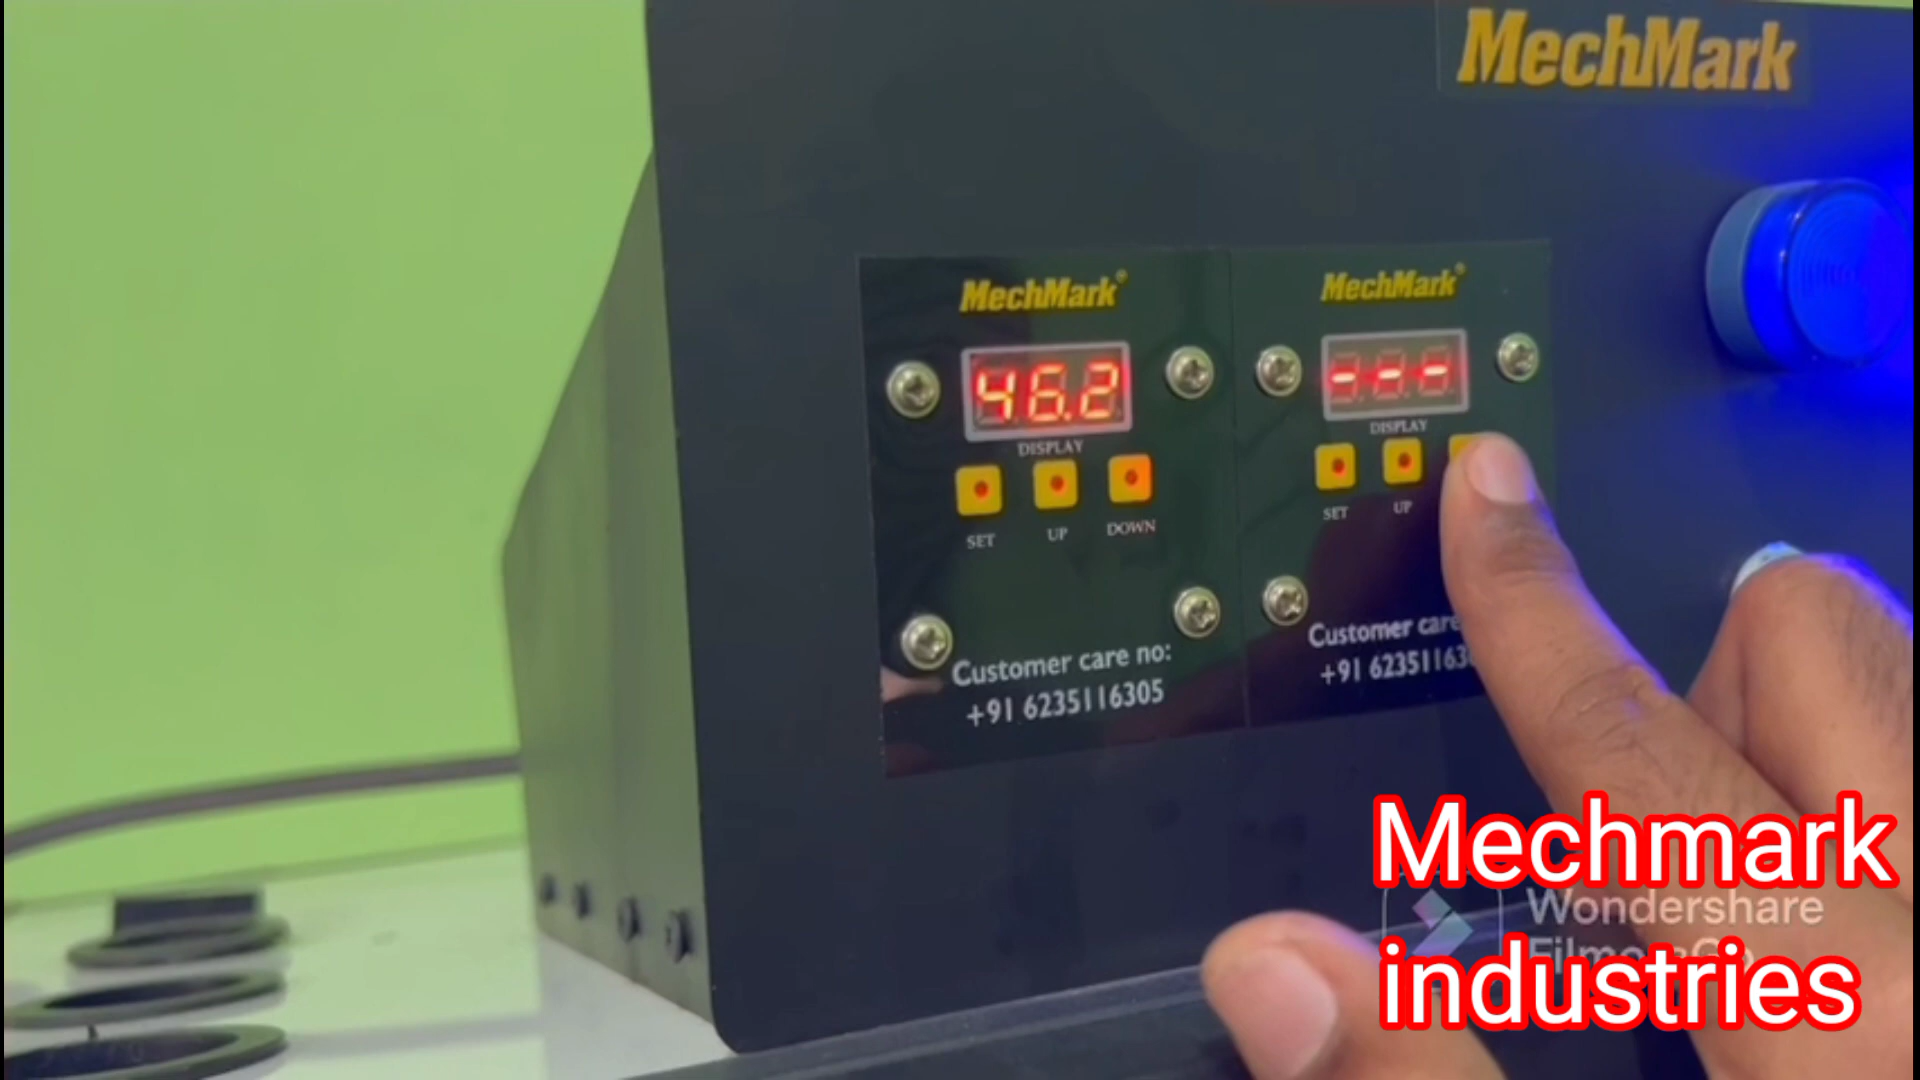 MechMark
MechMark®
46.2
DISPLAY
SET UP DOWN
Customer care no:
+91 6235116305
MechMark®
---
DISPLAY
SET UP
Customer care
+91 62351163
Mechmark
industries
Wondershare